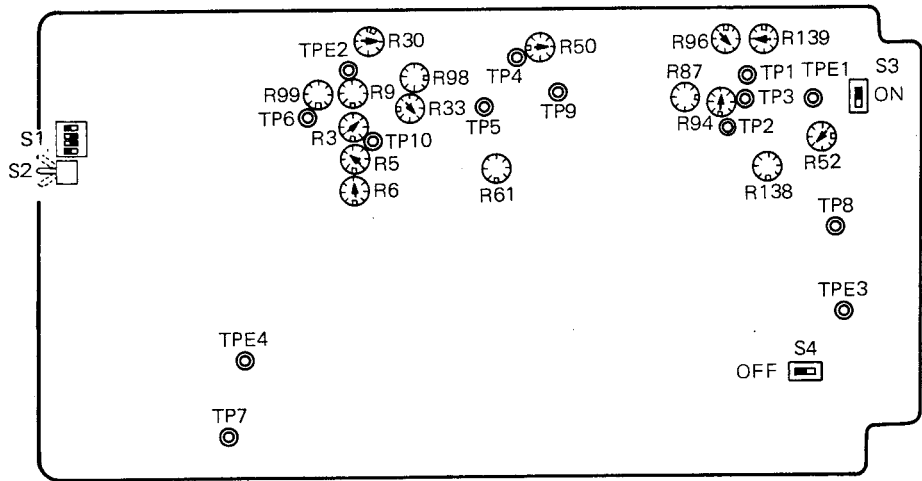 R30
R50
R96
R139
TPE2
TP4
R98
R87
TP1
TPE1
S3
R99
R9
TP9
TP3
ON
R33
TP5
R94
TP6
TP2
S1
R3
TP10
R52
S2
R5
R61
R138
R6
TP8
TPE3
TPE4
S4
OFF
TP7